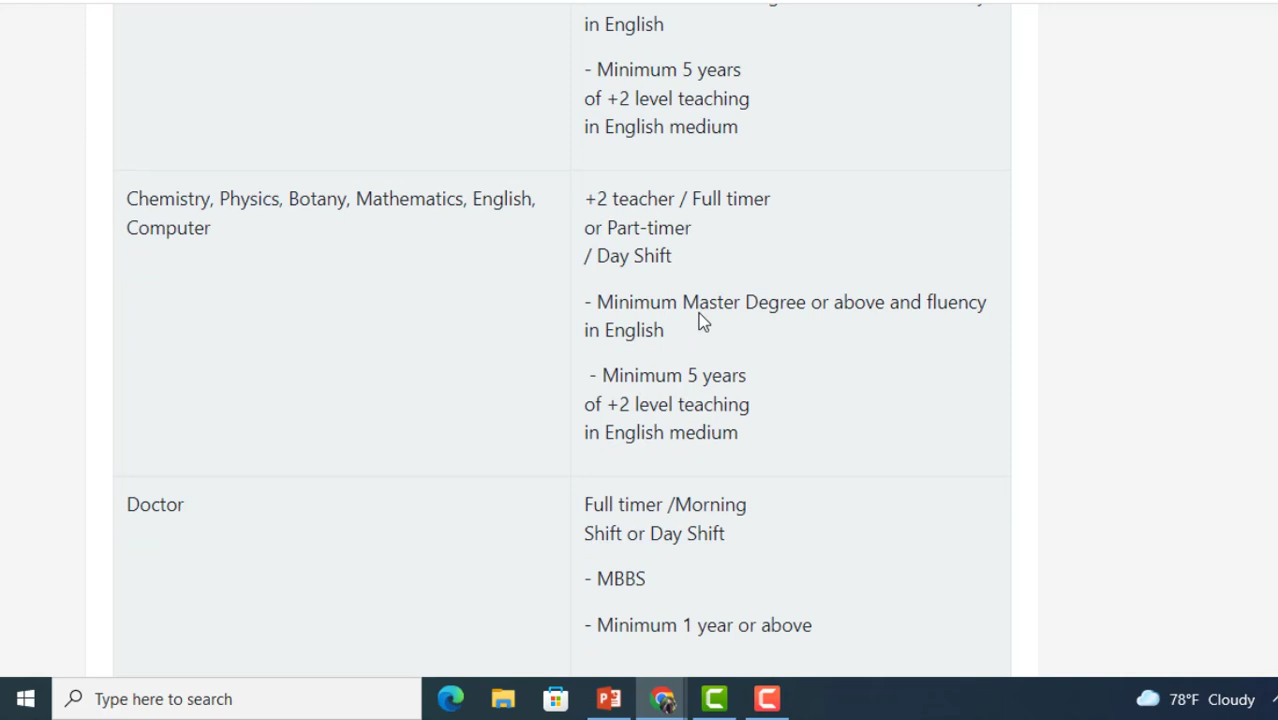 in English
- Minimum 5 years
of +2 level teaching
in English medium
Chemistry, Physics, Botany, Mathematics, English,
Computer
+2 teacher / Full timer
or Part-timer
/ Day Shift
- Minimum Master Degree or above and fluency
in English
- Minimum 5 years
of +2 level teaching
in English medium
Doctor
Full timer /Morning
Shift or Day Shift
- MBBS
- Minimum 1 year or above
Type here to search
78°F Cloudy